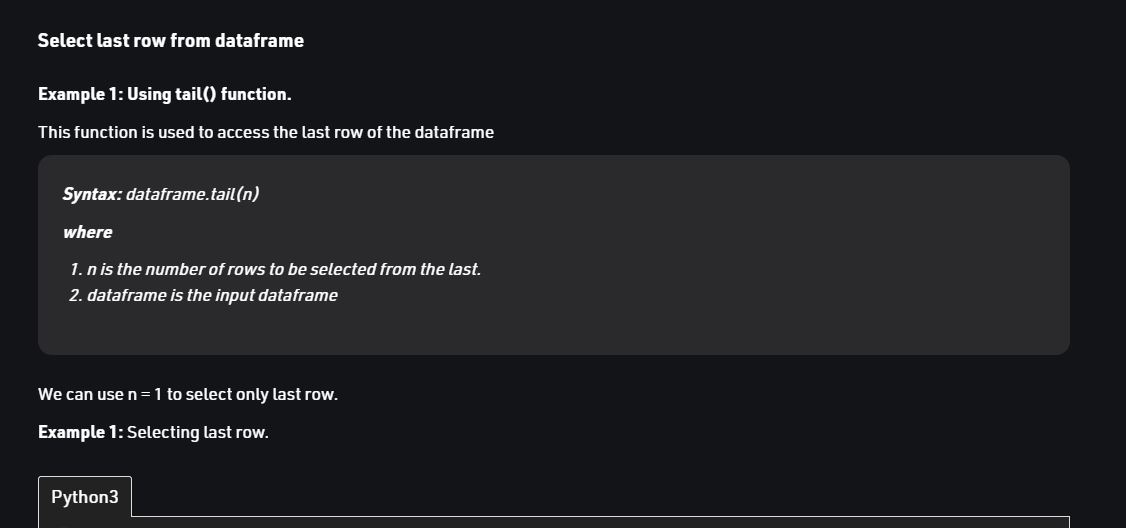 Select last row from dataframe
Example 1: Using tail() function.
This function is used to access the last row of the dataframe
Syntax: dataframe.tail(n)
where
1. n is the number of rows to be selected from the last.
2. dataframe is the input dataframe
We can use n = 1 to select only last row.
Example 1: Selecting last row.
Python3